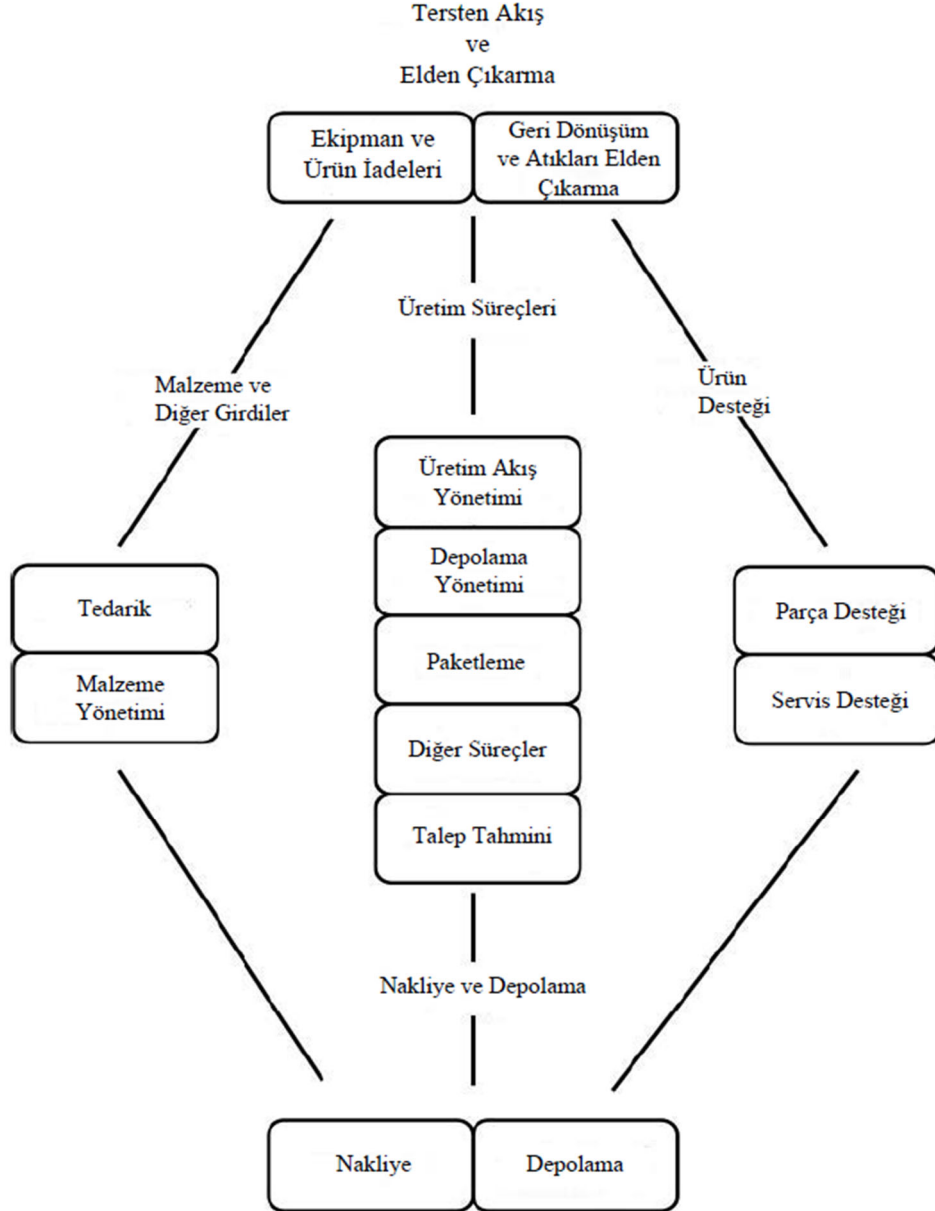 Tersten Akış
ve
Elden Çıkarma
Ekipman ve
Ürün İadeleri
Geri Dönüşüm
ve Atıkları Elden
Çıkarma
Üretim Süreçleri
Malzeme ve
Diğer Girdiler
Ürün
Desteği
Üretim Akış
Yönetimi
Depolama
Yönetimi
Paketleme
Diğer Süreçler
Talep Tahmini
Tedarik
Malzeme
Yönetimi
Parça Desteği
Servis Desteği
Nakliye ve Depolama
Nakliye
Depolama